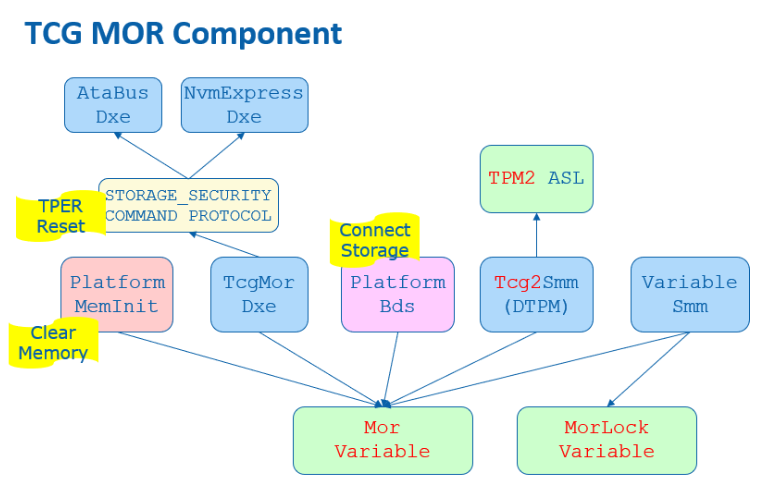 TCG MOR Component
AtaBus
Dxe
NvmExpress
Dxe
TPM2 ASL
TPER
Reset
STORAGE_SECURITY
COMMAND PROTOCOL
Connect
Storage
Platform
MemInit
TcgMor
Dxe
Platform
Bds
Tcg2Smm
(DTPM)
Variable
Smm
Clear
Memory
Mor
Variable
MorLock
Variable